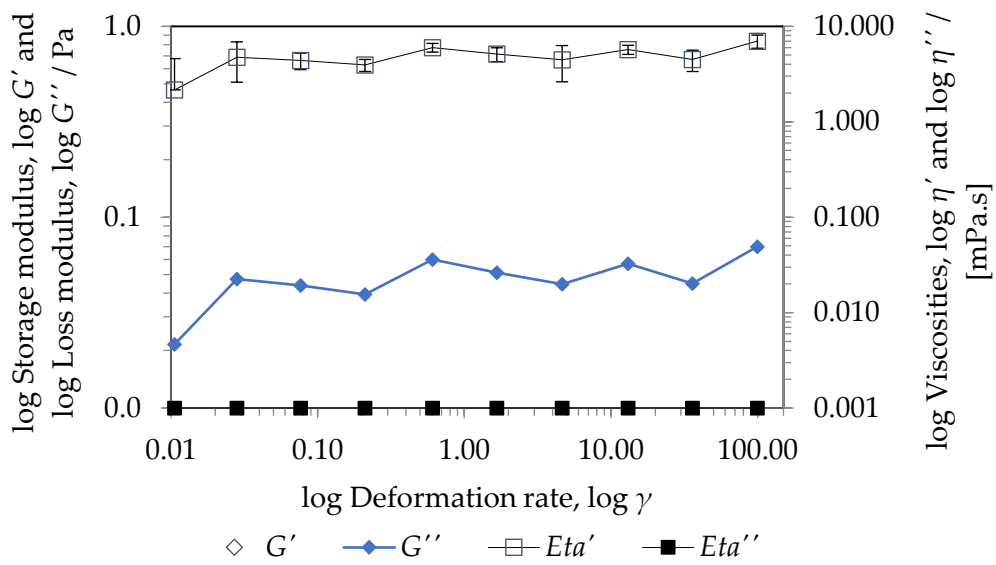 log Storage modulus, log G′ and
log Loss modulus, log G′′ / Pa
1.0
0.1
0.0
10.000
1.000
0.100
0.010
0.001
log Viscosities, log η′ and log η′′ /
[mPa.s]
0.01 0.10 1.00 10.00 100.00
log Deformation rate, log γ
G′ G′′ Eta′ Eta′′